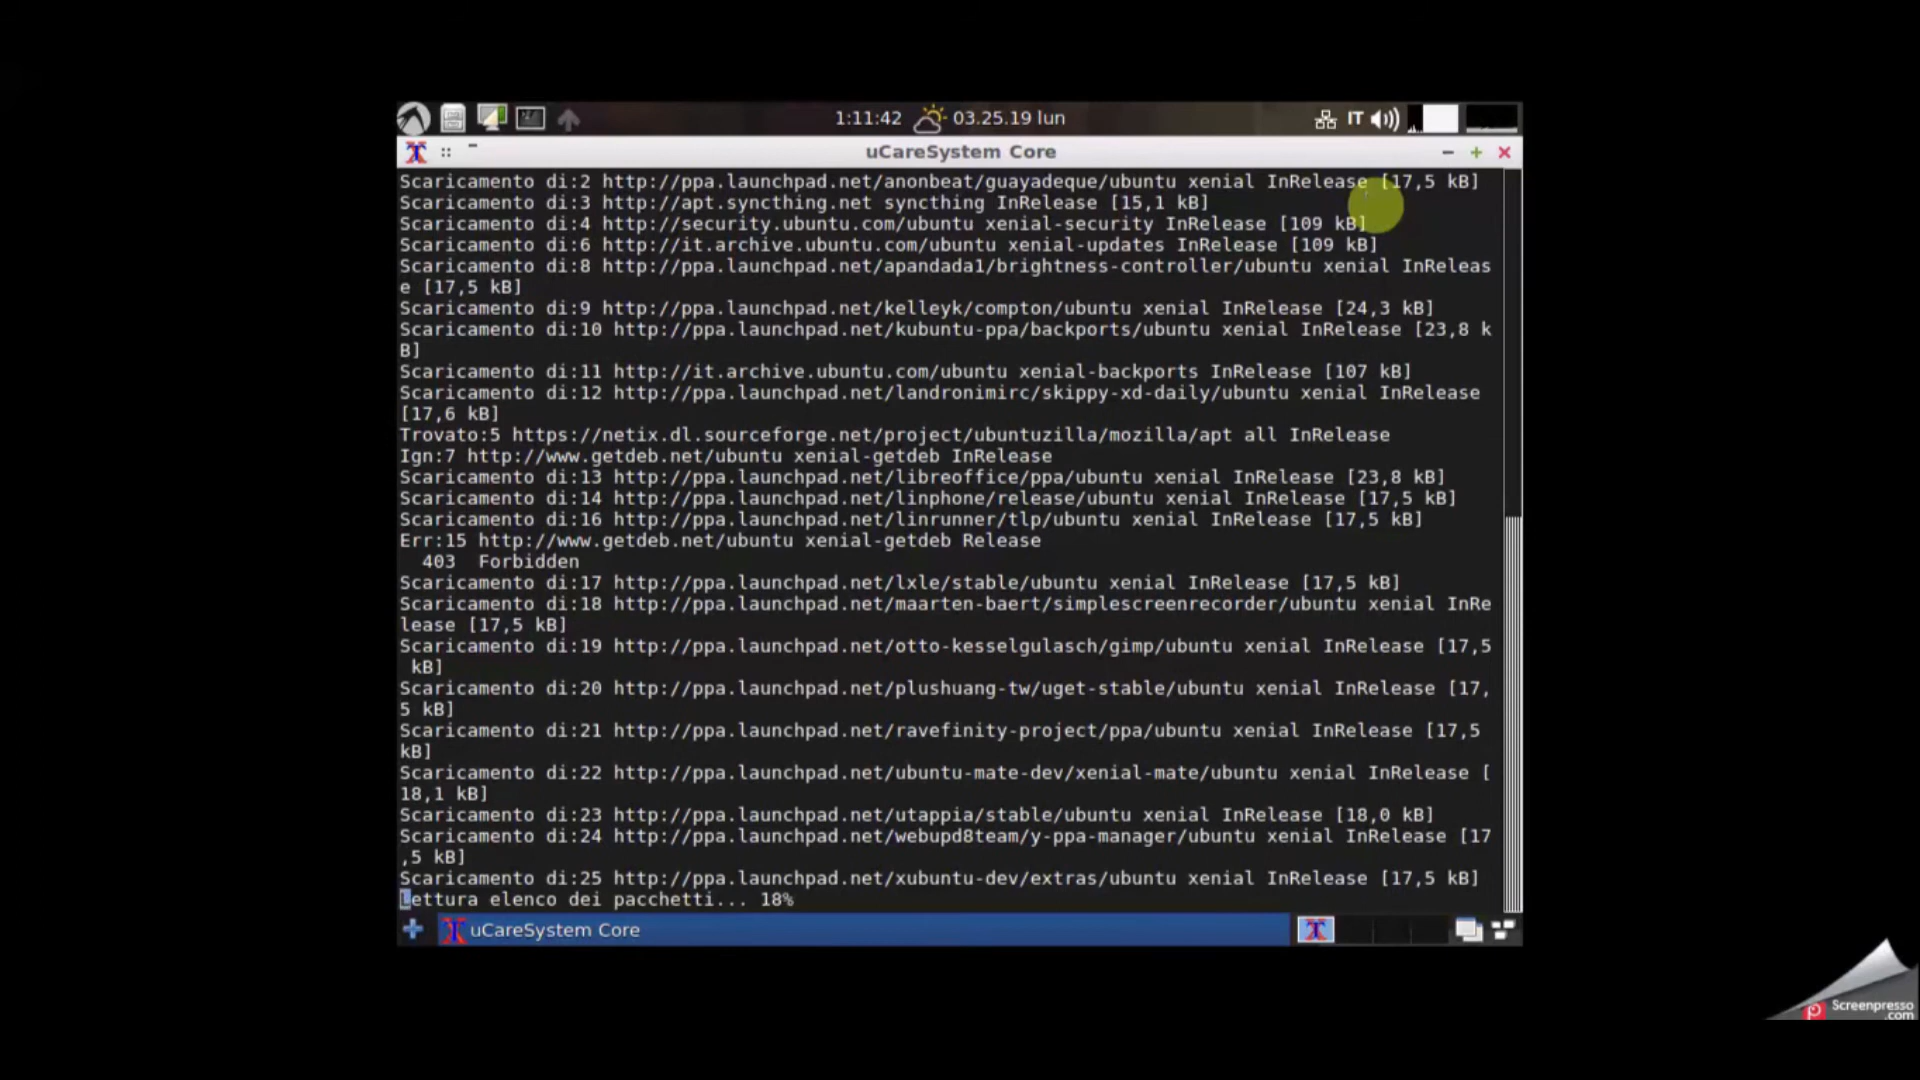 1:11:42 03.25.19 lun IT
uCareSystem Core
Scaricamento di:2 http://ppa.launchpad.net/anonbeat/guayadeque/ubuntu xenial InRelease [17,5 kB]
Scaricamento di:3 http://apt.syncthing.net syncthing InRelease [15,1 kB]
Scaricamento di:4 http://security.ubuntu.com/ubuntu xenial-security InRelease [109 kB]
Scaricamento di:6 http://it.archive.ubuntu.com/ubuntu xenial-updates InRelease [109 kB]
Scaricamento di:8 http://ppa.launchpad.net/apandada1/brightness-controller/ubuntu xenial InReleas
e [17,5 kB]
Scaricamento di:9 http://ppa.launchpad.net/kelleyk/compton/ubuntu xenial InRelease [24,3 kB]
Scaricamento di:10 http://ppa.launchpad.net/kubuntu-ppa/backports/ubuntu xenial InRelease [23,8 k
B]
Scaricamento di:11 http://it.archive.ubuntu.com/ubuntu xenial-backports InRelease [107 kB]
Scaricamento di:12 http://ppa.launchpad.net/landronimirc/skippy-xd-daily/ubuntu xenial InRelease
[17,6 kB]
Trovato:5 https://netix.dl.sourceforge.net/project/ubuntuzilla/mozilla/apt all InRelease
Ign:7 http://www.getdeb.net/ubuntu xenial-getdeb InRelease
Scaricamento di:13 http://ppa.launchpad.net/libreoffice/ppa/ubuntu xenial InRelease [23,8 kB]
Scaricamento di:14 http://ppa.launchpad.net/linphone/release/ubuntu xenial InRelease [17,5 kB]
Scaricamento di:16 http://ppa.launchpad.net/linrunner/tlp/ubuntu xenial InRelease [17,5 kB]
Err:15 http://www.getdeb.net/ubuntu xenial-getdeb Release
403 Forbidden
Scaricamento di:17 http://ppa.launchpad.net/lxle/stable/ubuntu xenial InRelease [17,5 kB]
Scaricamento di:18 http://ppa.launchpad.net/maarten-baert/simplescreenrecorder/ubuntu xenial InRe
lease [17,5 kB]
Scaricamento di:19 http://ppa.launchpad.net/otto-kesselgulasch/gimp/ubuntu xenial InRelease [17,5
kB]
Scaricamento di:20 http://ppa.launchpad.net/plushuang-tw/uget-stable/ubuntu xenial InRelease [17,
5 kB]
Scaricamento di:21 http://ppa.launchpad.net/ravefinity-project/ppa/ubuntu xenial InRelease [17,5
kB]
Scaricamento di:22 http://ppa.launchpad.net/ubuntu-mate-dev/xenial-mate/ubuntu xenial InRelease [
18,1 kB]
Scaricamento di:23 http://ppa.launchpad.net/utappia/stable/ubuntu xenial InRelease [18,0 kB]
Scaricamento di:24 http://ppa.launchpad.net/webupd8team/y-ppa-manager/ubuntu xenial InRelease [17
,5 kB]
Scaricamento di:25 http://ppa.launchpad.net/xubuntu-dev/extras/ubuntu xenial InRelease [17,5 kB]
Lettura elenco dei pacchetti... 18%
uCareSystem Core
Screenpresso
.com